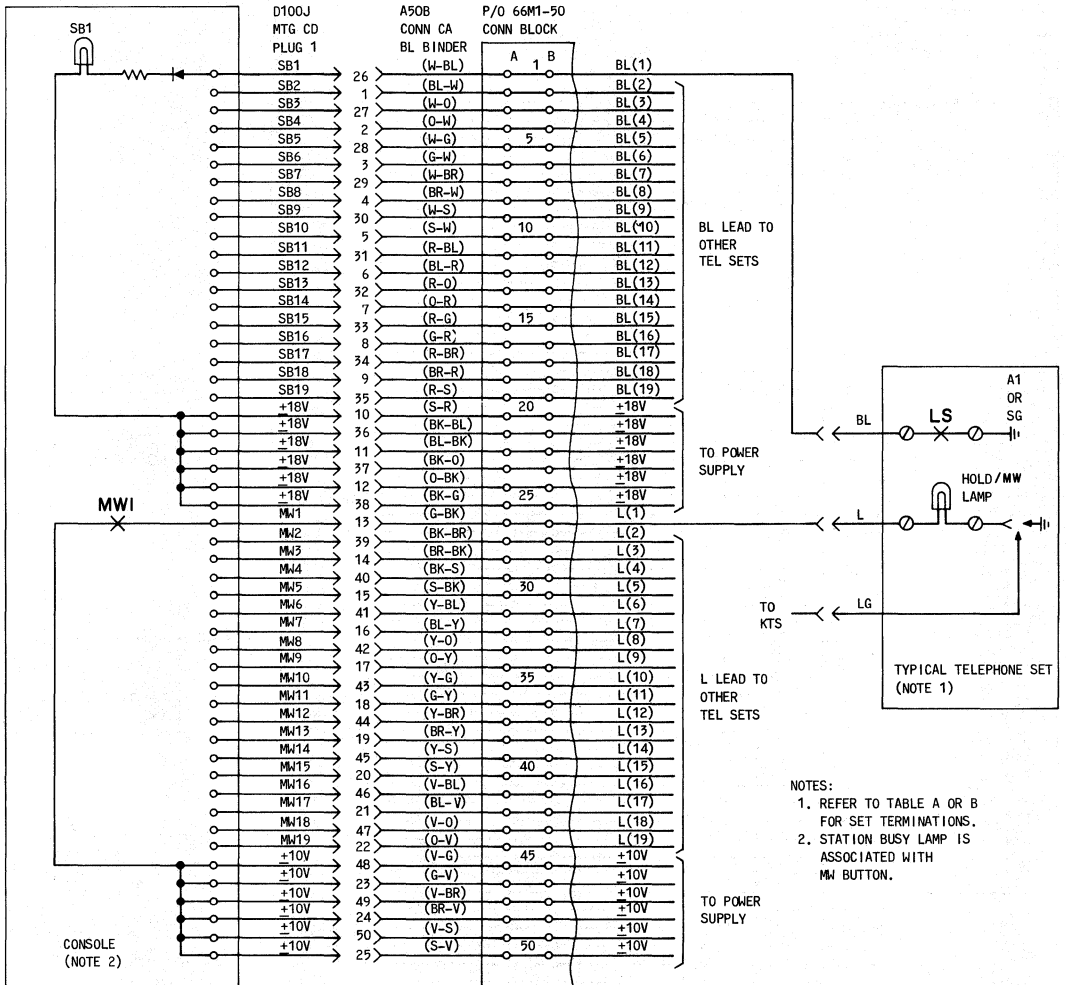 D100J A50B P/O 66M1-50
SB1 MTG CD CONN CA CONN BLOCK
PLUG 1 BL BINDER A B
SB1 26 (W-BL) 1 BL(1)
SB2 1 (BL-W) BL(2)
SB3 27 (W-O) BL(3)
SB4 2 (O-W) BL(4)
SB5 28 (W-G) 5 BL(5)
SB6 3 (G-W) BL(6)
SB7 29 (W-BR) BL(7)
SB8 4 (BR-W) BL(8)
SB9 30 (W-S) BL(9)
SB10 5 (S-W) 10 BL(10)
SB11 31 (R-BL) BL(11)
SB12 6 (BL-R) BL(12)
SB13 32 (R-O) BL(13)
SB14 7 (O-R) BL(14)
SB15 33 (R-G) 15 BL(15)
SB16 8 (G-R) BL(16)
SB17 34 (R-BR) BL(17)
SB18 9 (BR-R) BL(18)
SB19 35 (R-S) BL(19)
BL LEAD TO
OTHER
TEL SETS
±18V 10 (S-R) 20 ±18V
±18V 36 (BK-BL) ±18V
±18V 11 (BL-BK) ±18V
±18V 37 (BK-O) ±18V
±18V 12 (O-BK) ±18V
±18V 38 (BK-G) 25 ±18V
TO POWER
SUPPLY
MWI
MW1 13 (G-BK) L(1)
MW2 39 (BK-BR) L(2)
MW3 14 (BR-BK) L(3)
MW4 40 (BK-S) L(4)
MW5 15 (S-BK) 30 L(5)
MW6 41 (Y-BL) L(6)
MW7 16 (BL-Y) L(7)
MW8 42 (Y-O) L(8)
MW9 17 (O-Y) L(9)
MW10 43 (Y-G) 35 L(10)
MW11 18 (G-Y) L(11)
MW12 44 (Y-BR) L(12)
MW13 19 (BR-Y) L(13)
MW14 45 (Y-S) L(14)
MW15 20 (S-Y) 40 L(15)
MW16 46 (V-BL) L(16)
MW17 21 (BL-V) L(17)
MW18 47 (V-O) L(18)
MW19 22 (O-V) L(19)
L LEAD TO
OTHER
TEL SETS
±10V 48 (V-G) 45 ±10V
±10V 23 (G-V) ±10V
±10V 49 (V-BR) ±10V
±10V 24 (BR-V) ±10V
±10V 50 (V-S) ±10V
±10V 25 (S-V) 50 ±10V
TO POWER
SUPPLY
CONSOLE
(NOTE 2)
A1
OR
SG
BL LS
HOLD/MW
LAMP
L
TO
KTS
LG
TYPICAL TELEPHONE SET
(NOTE 1)
NOTES:
1. REFER TO TABLE A OR B
FOR SET TERMINATIONS.
2. STATION BUSY LAMP IS
ASSOCIATED WITH
MW BUTTON.